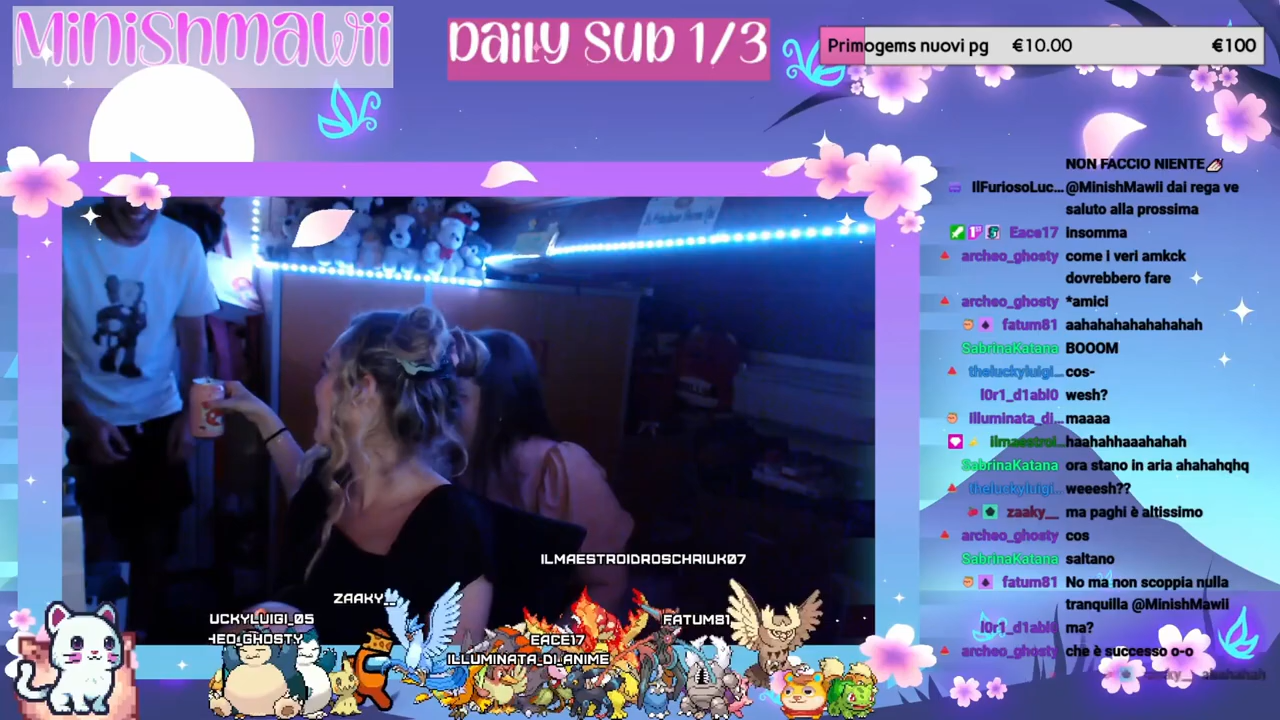 Minishmawii
Daily Sub 1/3
Primogems nuovi pg €10.00 €100
NON FACCIO NIENTE
IlFuriosoLuc... @MinishMawii dai rega ve
saluto alla prossima
Eace17 Insomma
archeo_ghosty come i veri amkck
dovrebbero fare
archeo_ghosty *amici
fatum81 aahahahahahahahah
SabrinaKatana BOOOM
theluckyluigi... cos-
l0r1_d1abl0 wesh?
illuminata_di... maaaa
ilmaestroi... haahahhaaahahah
SabrinaKatana ora stano in aria ahahahqhq
theluckyluigi... weeesh??
zaaky__ ma paghi è altissimo
archeo_ghosty cos
SabrinaKatana saltano
fatum81 No ma non scoppia nulla
tranquilla @MinishMawii
l0r1_d1abl0 ma?
archeo_ghosty che è successo o-o
ahahahah
ILMAESTROIDROSCHRIUK07
ZAAKY__
UCKYLUIGI_05
FATUM81
HEO_GHOSTY
EACE17
ILLUMINATA_DI_ANIME